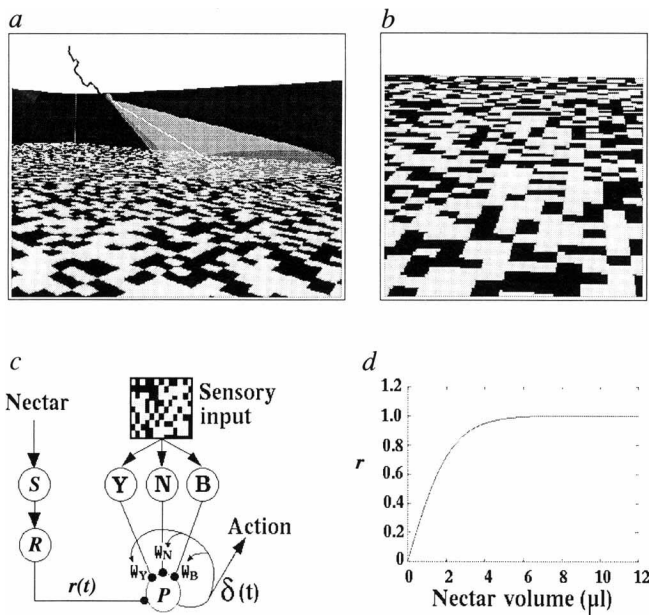 a
b
c
Nectar
S
R
r(t)
Sensory
input
Y N B
W_Y W_N W_B
P
δ(t)
Action
d
1.2
1.0
0.8
0.6
0.4
0.2
0
r
0 2 4 6 8 10 12
Nectar volume (μl)